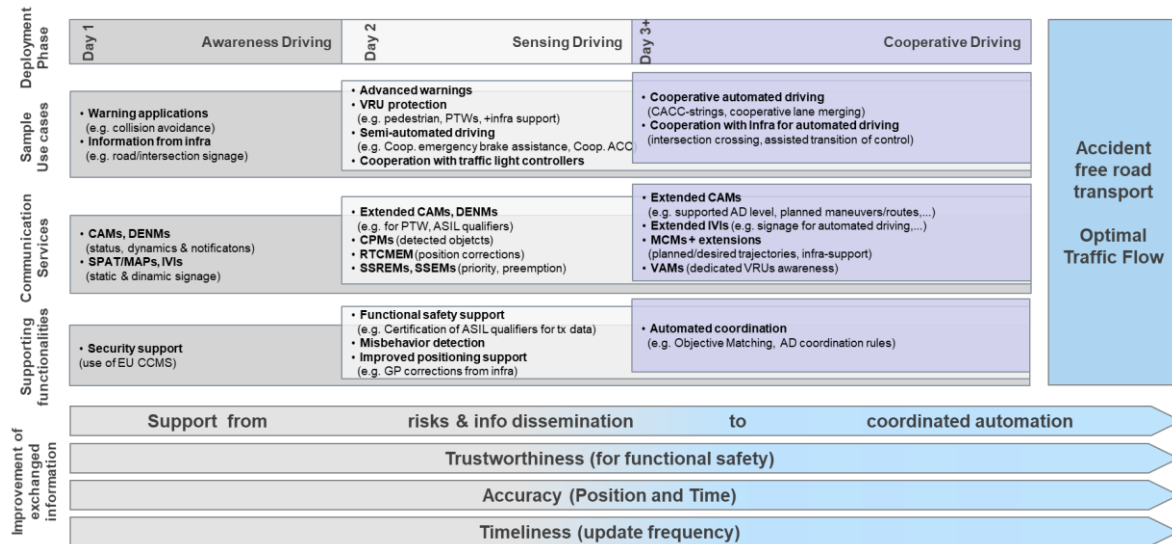 Deployment
Phase
Day 1
Awareness Driving
Day 2
Sensing Driving
Day 3+
Cooperative Driving
Sample
Use cases
• Warning applications
(e.g. collision avoidance)
• Information from infra
(e.g. road/intersection signage)
• Advanced warnings
• VRU protection
(e.g. pedestrian, PTWs, +infra support)
• Semi-automated driving
(e.g. Coop. emergency brake assistance, Coop. ACC)
• Cooperation with traffic light controllers
• Cooperative automated driving
(CACC-strings, cooperative lane merging)
• Cooperation with Infra for automated driving
(intersection crossing, assisted transition of control)
Communication
Services
• CAMs, DENMs
(status, dynamics & notificatons)
• SPAT/MAPs, IVIs
(static & dinamic signage)
• Extended CAMs, DENMs
(e.g. for PTW, ASIL qualifiers)
• CPMs (detected objetcts)
• RTCMEM (position corrections)
• SSREMs, SSEMs (priority, preemption)
• Extended CAMs
(e.g. supported AD level, planned maneuvers/routes,...)
• Extended IVIs (e.g. signage for automated driving,...)
• MCMs + extensions
(planned/desired trajectories, infra-support)
• VAMs (dedicated VRUs awareness)
Supporting
functionalities
• Security support
(use of EU CCMS)
• Functional safety support
(e.g. Certification of ASIL qualifiers for tx data)
• Misbehavior detection
• Improved positioning support
(e.g. GP corrections from infra)
• Automated coordination
(e.g. Objective Matching, AD coordination rules)
Accident
free road
transport
Optimal
Traffic Flow
Improvement of
exchanged
information
Support from risks & info dissemination to coordinated automation
Trustworthiness (for functional safety)
Accuracy (Position and Time)
Timeliness (update frequency)